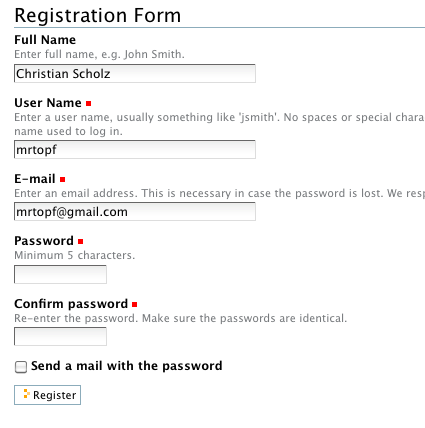 Registration Form
Full Name
Enter full name, e.g. John Smith.
Christian Scholz
User Name
Enter a user name, usually something like 'jsmith'. No spaces or special chara
name used to log in.
mrtopf
E-mail
Enter an email address. This is necessary in case the password is lost. We resp
mrtopf@gmail.com
Password
Minimum 5 characters.
Confirm password
Re-enter the password. Make sure the passwords are identical.
Send a mail with the password
Register